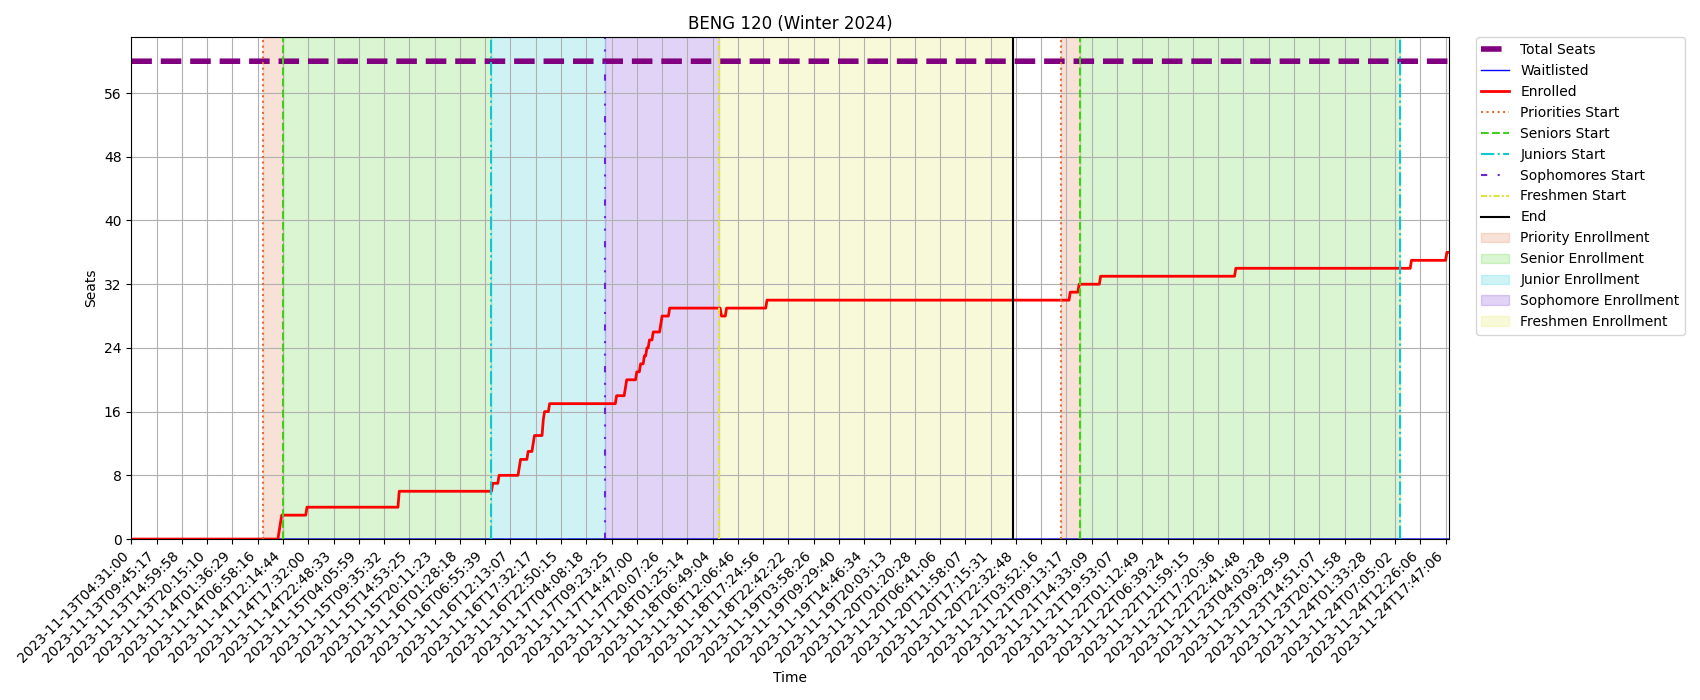 BENG 120 (Winter 2024)
Total Seats
Waitlisted
Enrolled
Priorities Start
Seniors Start
Juniors Start
Sophomores Start
Freshmen Start
End
Priority Enrollment
Senior Enrollment
Junior Enrollment
Sophomore Enrollment
Freshmen Enrollment
Seats
56
48
40
32
24
16
8
0
2023-11-13T04:31:00
2023-11-13T09:45:17
2023-11-13T14:59:58
2023-11-13T20:15:10
2023-11-14T01:36:29
2023-11-14T06:58:16
2023-11-14T12:14:44
2023-11-14T17:32:00
2023-11-14T22:48:33
2023-11-15T04:05:59
2023-11-15T09:35:32
2023-11-15T14:53:25
2023-11-15T20:11:23
2023-11-16T01:28:18
2023-11-16T06:55:39
2023-11-16T12:13:07
2023-11-16T17:32:17
2023-11-16T22:50:15
2023-11-17T04:08:18
2023-11-17T09:23:25
2023-11-17T14:47:00
2023-11-17T20:07:26
2023-11-18T01:25:14
2023-11-18T06:49:04
2023-11-18T12:06:46
2023-11-18T17:24:56
2023-11-18T22:42:22
2023-11-19T03:58:26
2023-11-19T09:29:40
2023-11-19T14:46:34
2023-11-19T20:03:13
2023-11-20T01:20:28
2023-11-20T06:41:06
2023-11-20T11:58:07
2023-11-20T17:15:31
2023-11-20T22:32:48
2023-11-21T03:52:16
2023-11-21T09:13:17
2023-11-21T14:33:09
2023-11-21T19:53:07
2023-11-22T01:12:49
2023-11-22T06:39:24
2023-11-22T11:59:15
2023-11-22T17:20:36
2023-11-22T22:41:48
2023-11-23T04:03:28
2023-11-23T09:29:59
2023-11-23T14:51:07
2023-11-23T20:11:58
2023-11-24T01:33:28
2023-11-24T07:05:02
2023-11-24T12:26:06
2023-11-24T17:47:06
Time